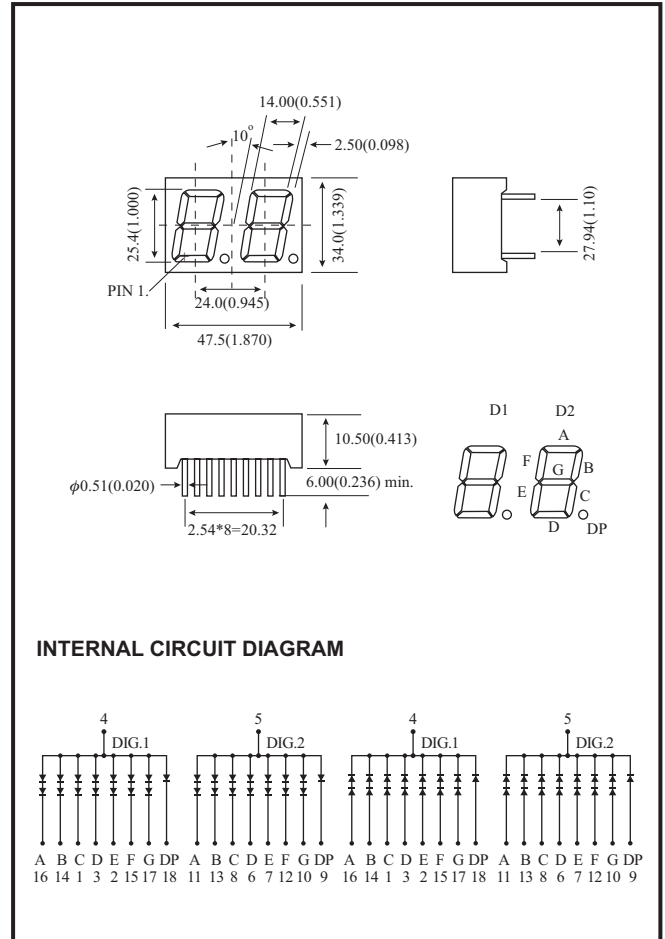 14.00(0.551)
10°
2.50(0.098)
25.4(1.000)
34.0(1.339)
27.94(1.10)
PIN 1.
24.0(0.945)
47.5(1.870)
10.50(0.413)
ϕ0.51(0.020)
6.00(0.236) min.
2.54*8=20.32
D1 D2
A
F G B
E C
D DP
INTERNAL CIRCUIT DIAGRAM
4 5 4 5
DIG.1 DIG.2 DIG.1 DIG.2
A B C D E F G DP A B C D E F G DP A B C D E F G DP A B C D E F G DP
16 14 1 3 2 15 17 18 11 13 8 6 7 12 10 9 16 14 1 3 2 15 17 18 11 13 8 6 7 12 10 9